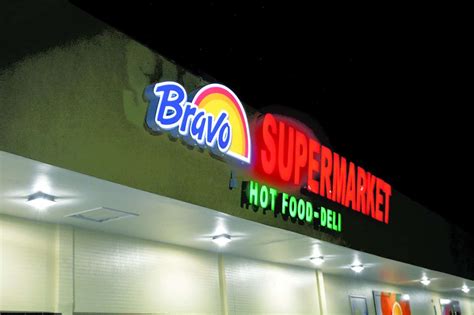 Bravo SUPERMARKET
HOT FOOD-DELI